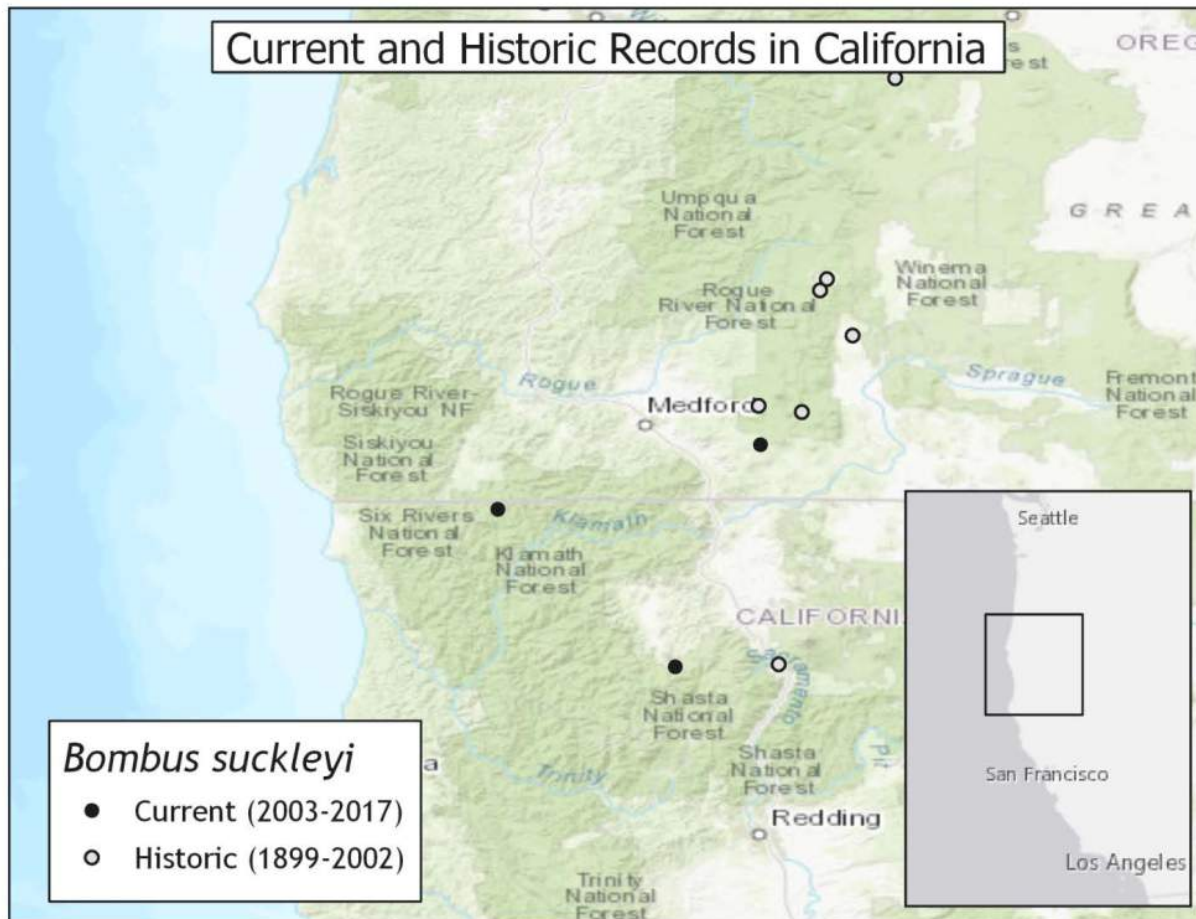 Current and Historic Records in California
OREG
rest
Umpqua
National
Forest
G R E A
Winema
National
Forest
Rogue
River National
Forest
Rogue
Sprague
Fremont
National
Forest
Rogue River-
Siskiyou NF
Medford
Siskiyou
National
Forest
Six Rivers
National
Forest
Klamath
Klamath
National
Forest
CALIFORNI
Sacramento
Shasta
National
Forest
Shasta
National
Forest
Pit
Trinity
a
Redding
Trinity
National
Forest
Bombus suckleyi
Current (2003-2017)
Historic (1899-2002)
Seattle
San Francisco
Los Angeles